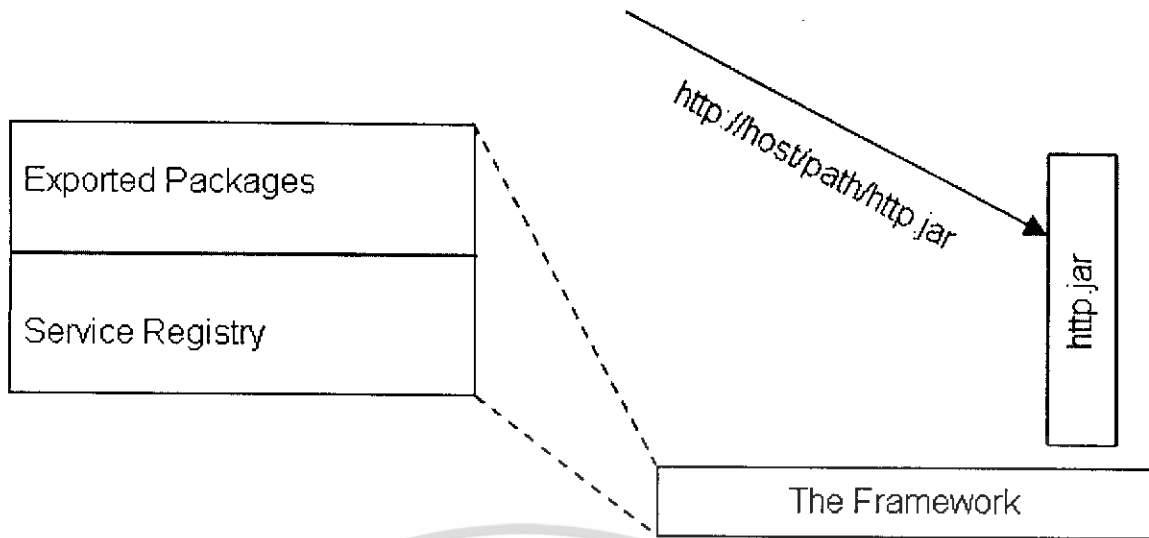 http://host/path/http.jar
Exported Packages
Service Registry
http.jar
The Framework